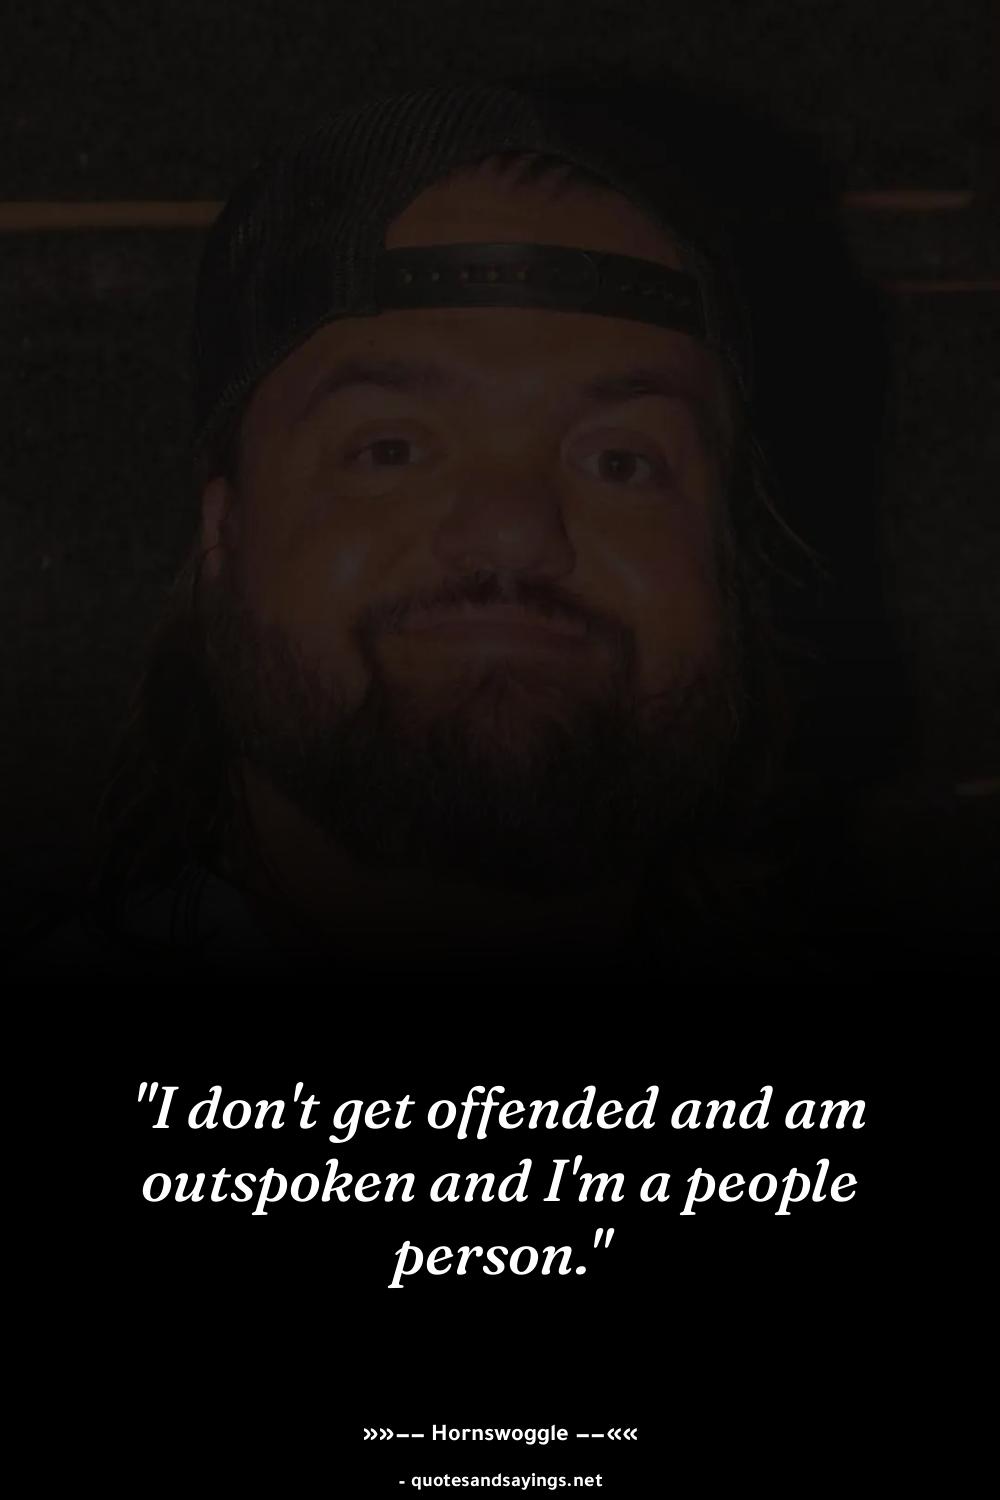 "I don't get offended and am
outspoken and I'm a people
person."
»»−− Hornswoggle −−««
- quotesandsayings.net